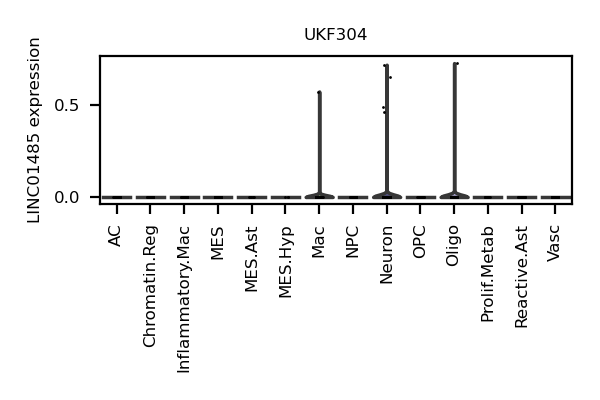 UKF304
LINC01485 expression
0.5
0.0
AC
Chromatin.Reg
Inflammatory.Mac
MES
MES.Ast
MES.Hyp
Mac
NPC
Neuron
OPC
Oligo
Prolif.Metab
Reactive.Ast
Vasc